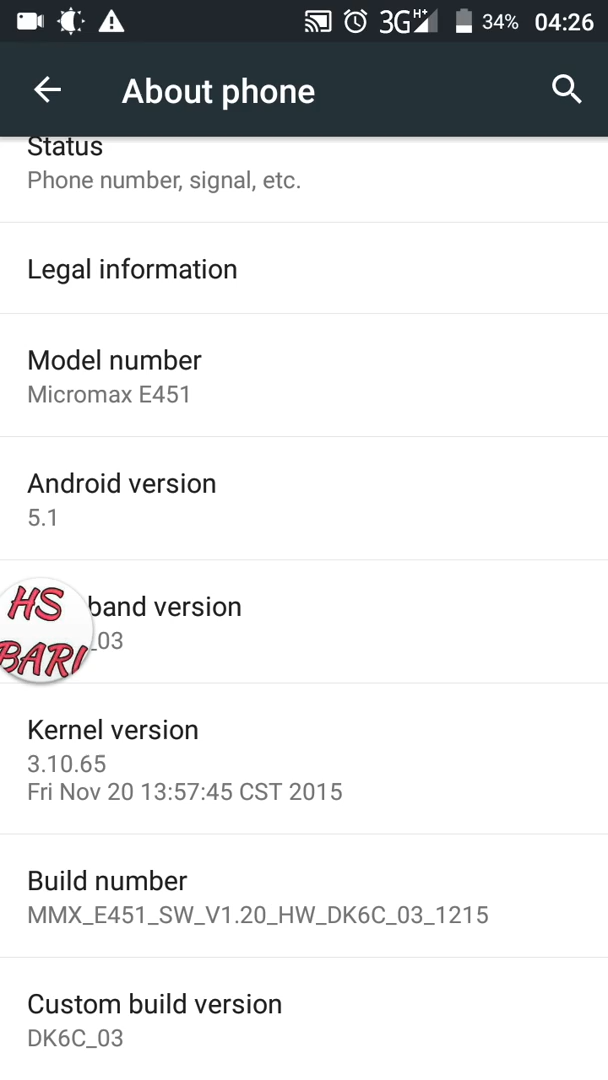 3G H+ 34% 04:26
About phone
Status
Phone number, signal, etc.
Legal information
Model number
Micromax E451
Android version
5.1
HS
BARI
band version
_03
Kernel version
3.10.65
Fri Nov 20 13:57:45 CST 2015
Build number
MMX_E451_SW_V1.20_HW_DK6C_03_1215
Custom build version
DK6C_03